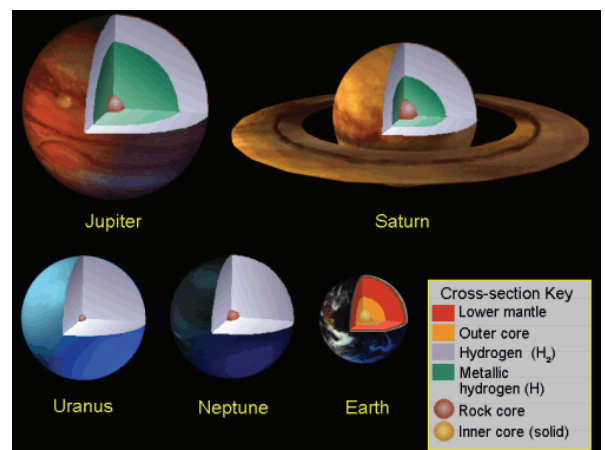 Jupiter
Saturn
Uranus
Neptune
Earth
Cross-section Key
Lower mantle
Outer core
Hydrogen (H₂)
Metallic
hydrogen (H)
Rock core
Inner core (solid)